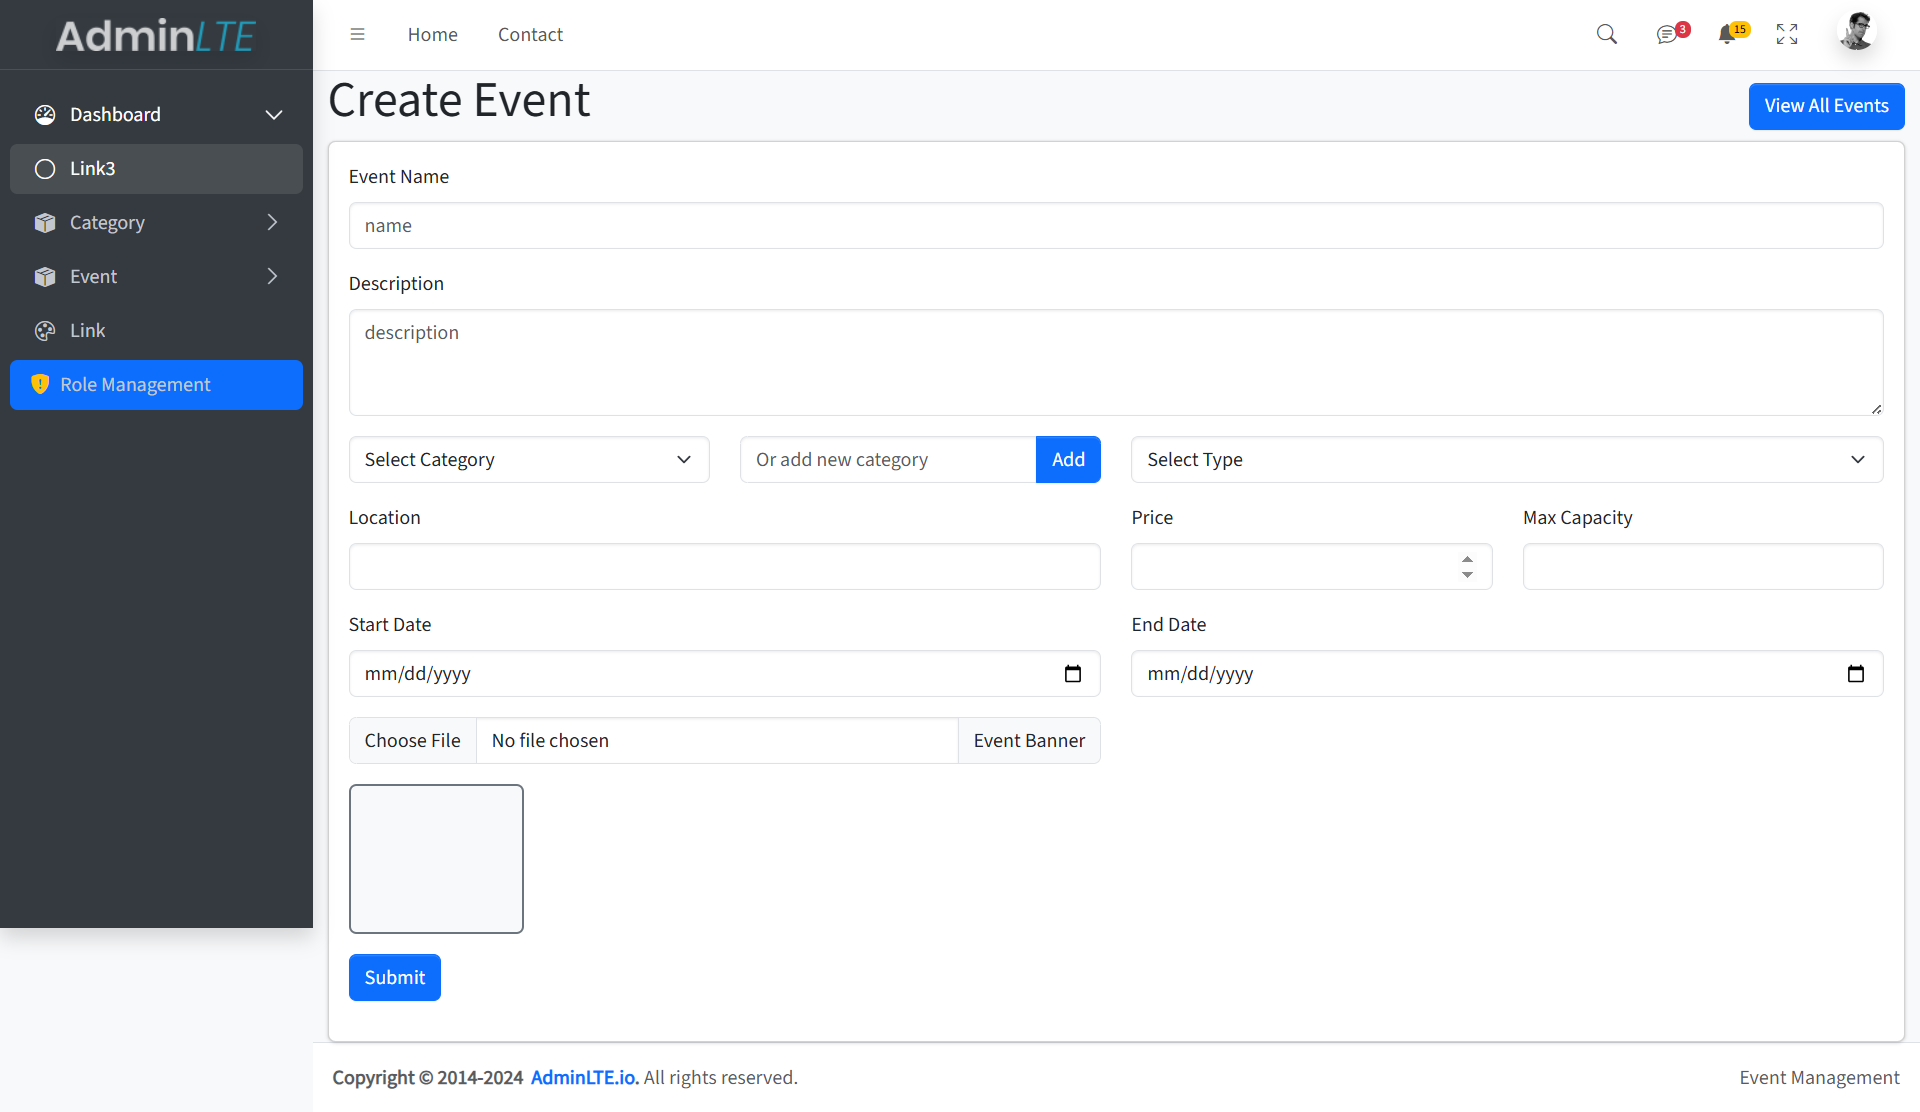 AdminLTE
Home
Contact
3
15
Dashboard
Link3
Category
Event
Link
Role Management
Create Event
View All Events
Event Name
name
Description
description
Select Category
Or add new category
Add
Select Type
Location
Price
Max Capacity
Start Date
End Date
mm/dd/yyyy
mm/dd/yyyy
Choose File
No file chosen
Event Banner
Submit
Copyright © 2014-2024 AdminLTE.io. All rights reserved.
Event Management